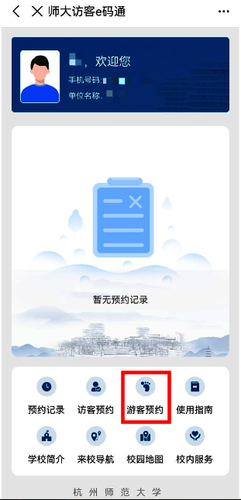 师大访客e码通
，欢迎您
手机号码:
单位名称:
暂无预约记录
预约记录 访客预约 游客预约 使用指南
学校简介 来校导航 校园地图 校内服务
杭州师范大学